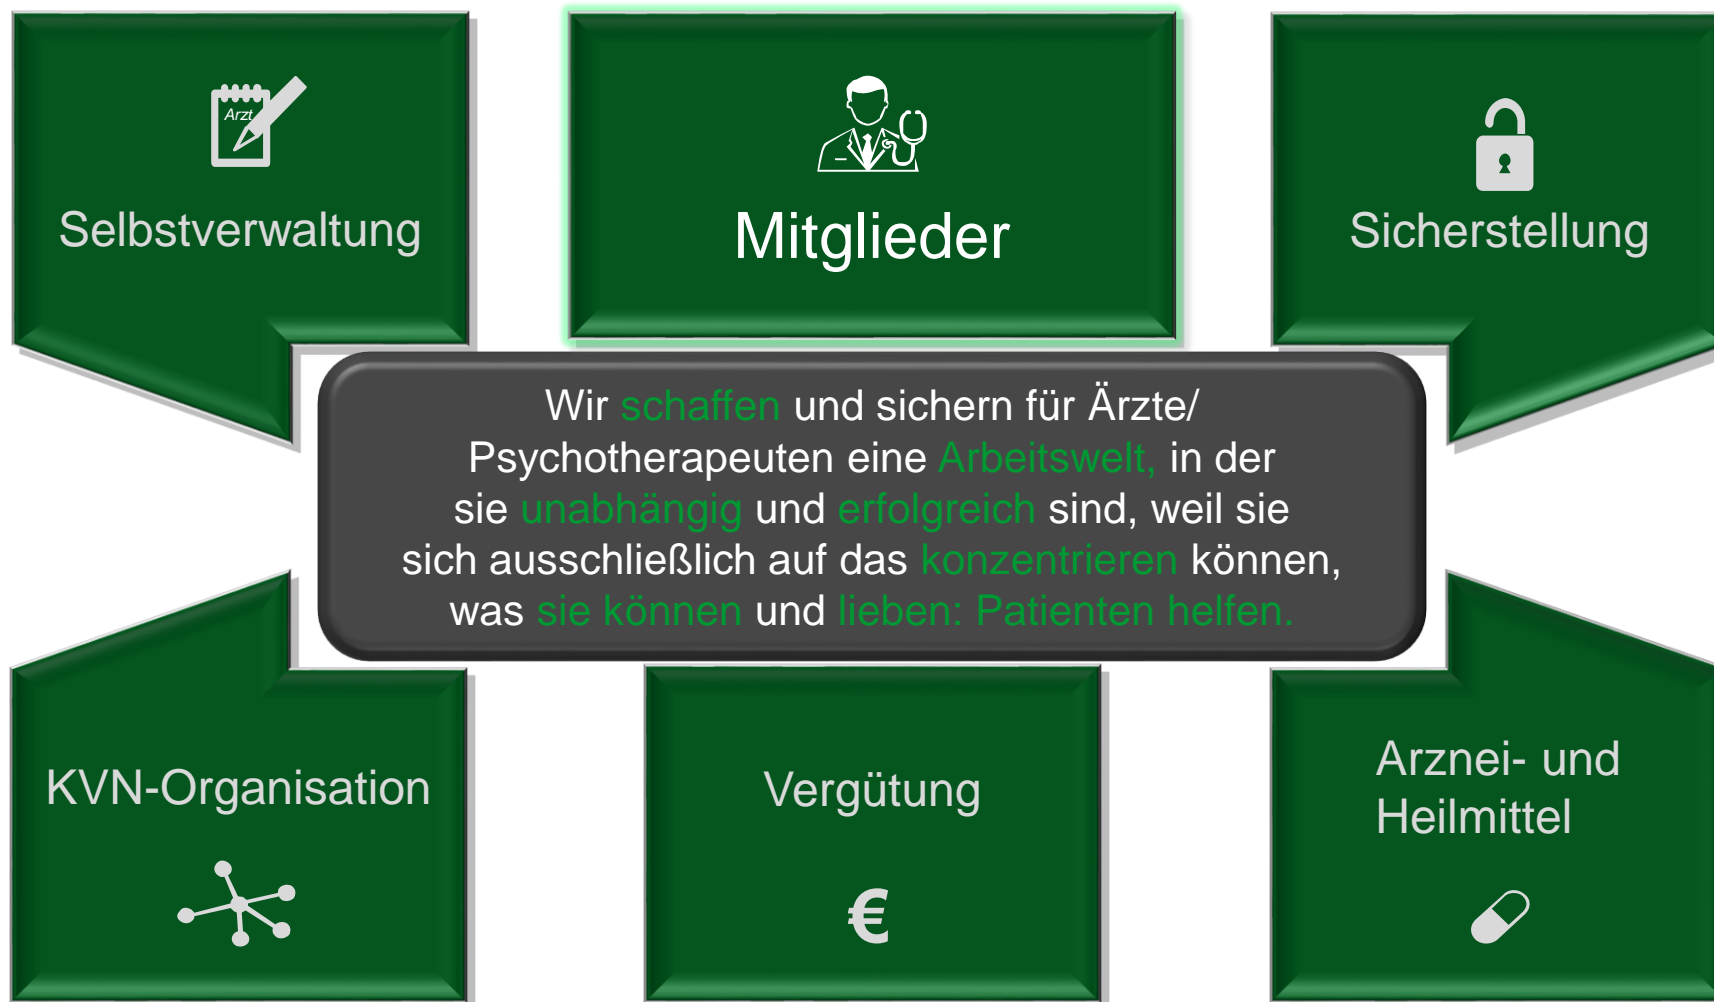 Arzt
Selbstverwaltung
Mitglieder
Sicherstellung
Wir schaffen und sichern für Ärzte/
Psychotherapeuten eine Arbeitswelt, in der
sie unabhängig und erfolgreich sind, weil sie
sich ausschließlich auf das konzentrieren können,
was sie können und lieben: Patienten helfen.
KVN-Organisation
Vergütung
€
Arznei- und
Heilmittel